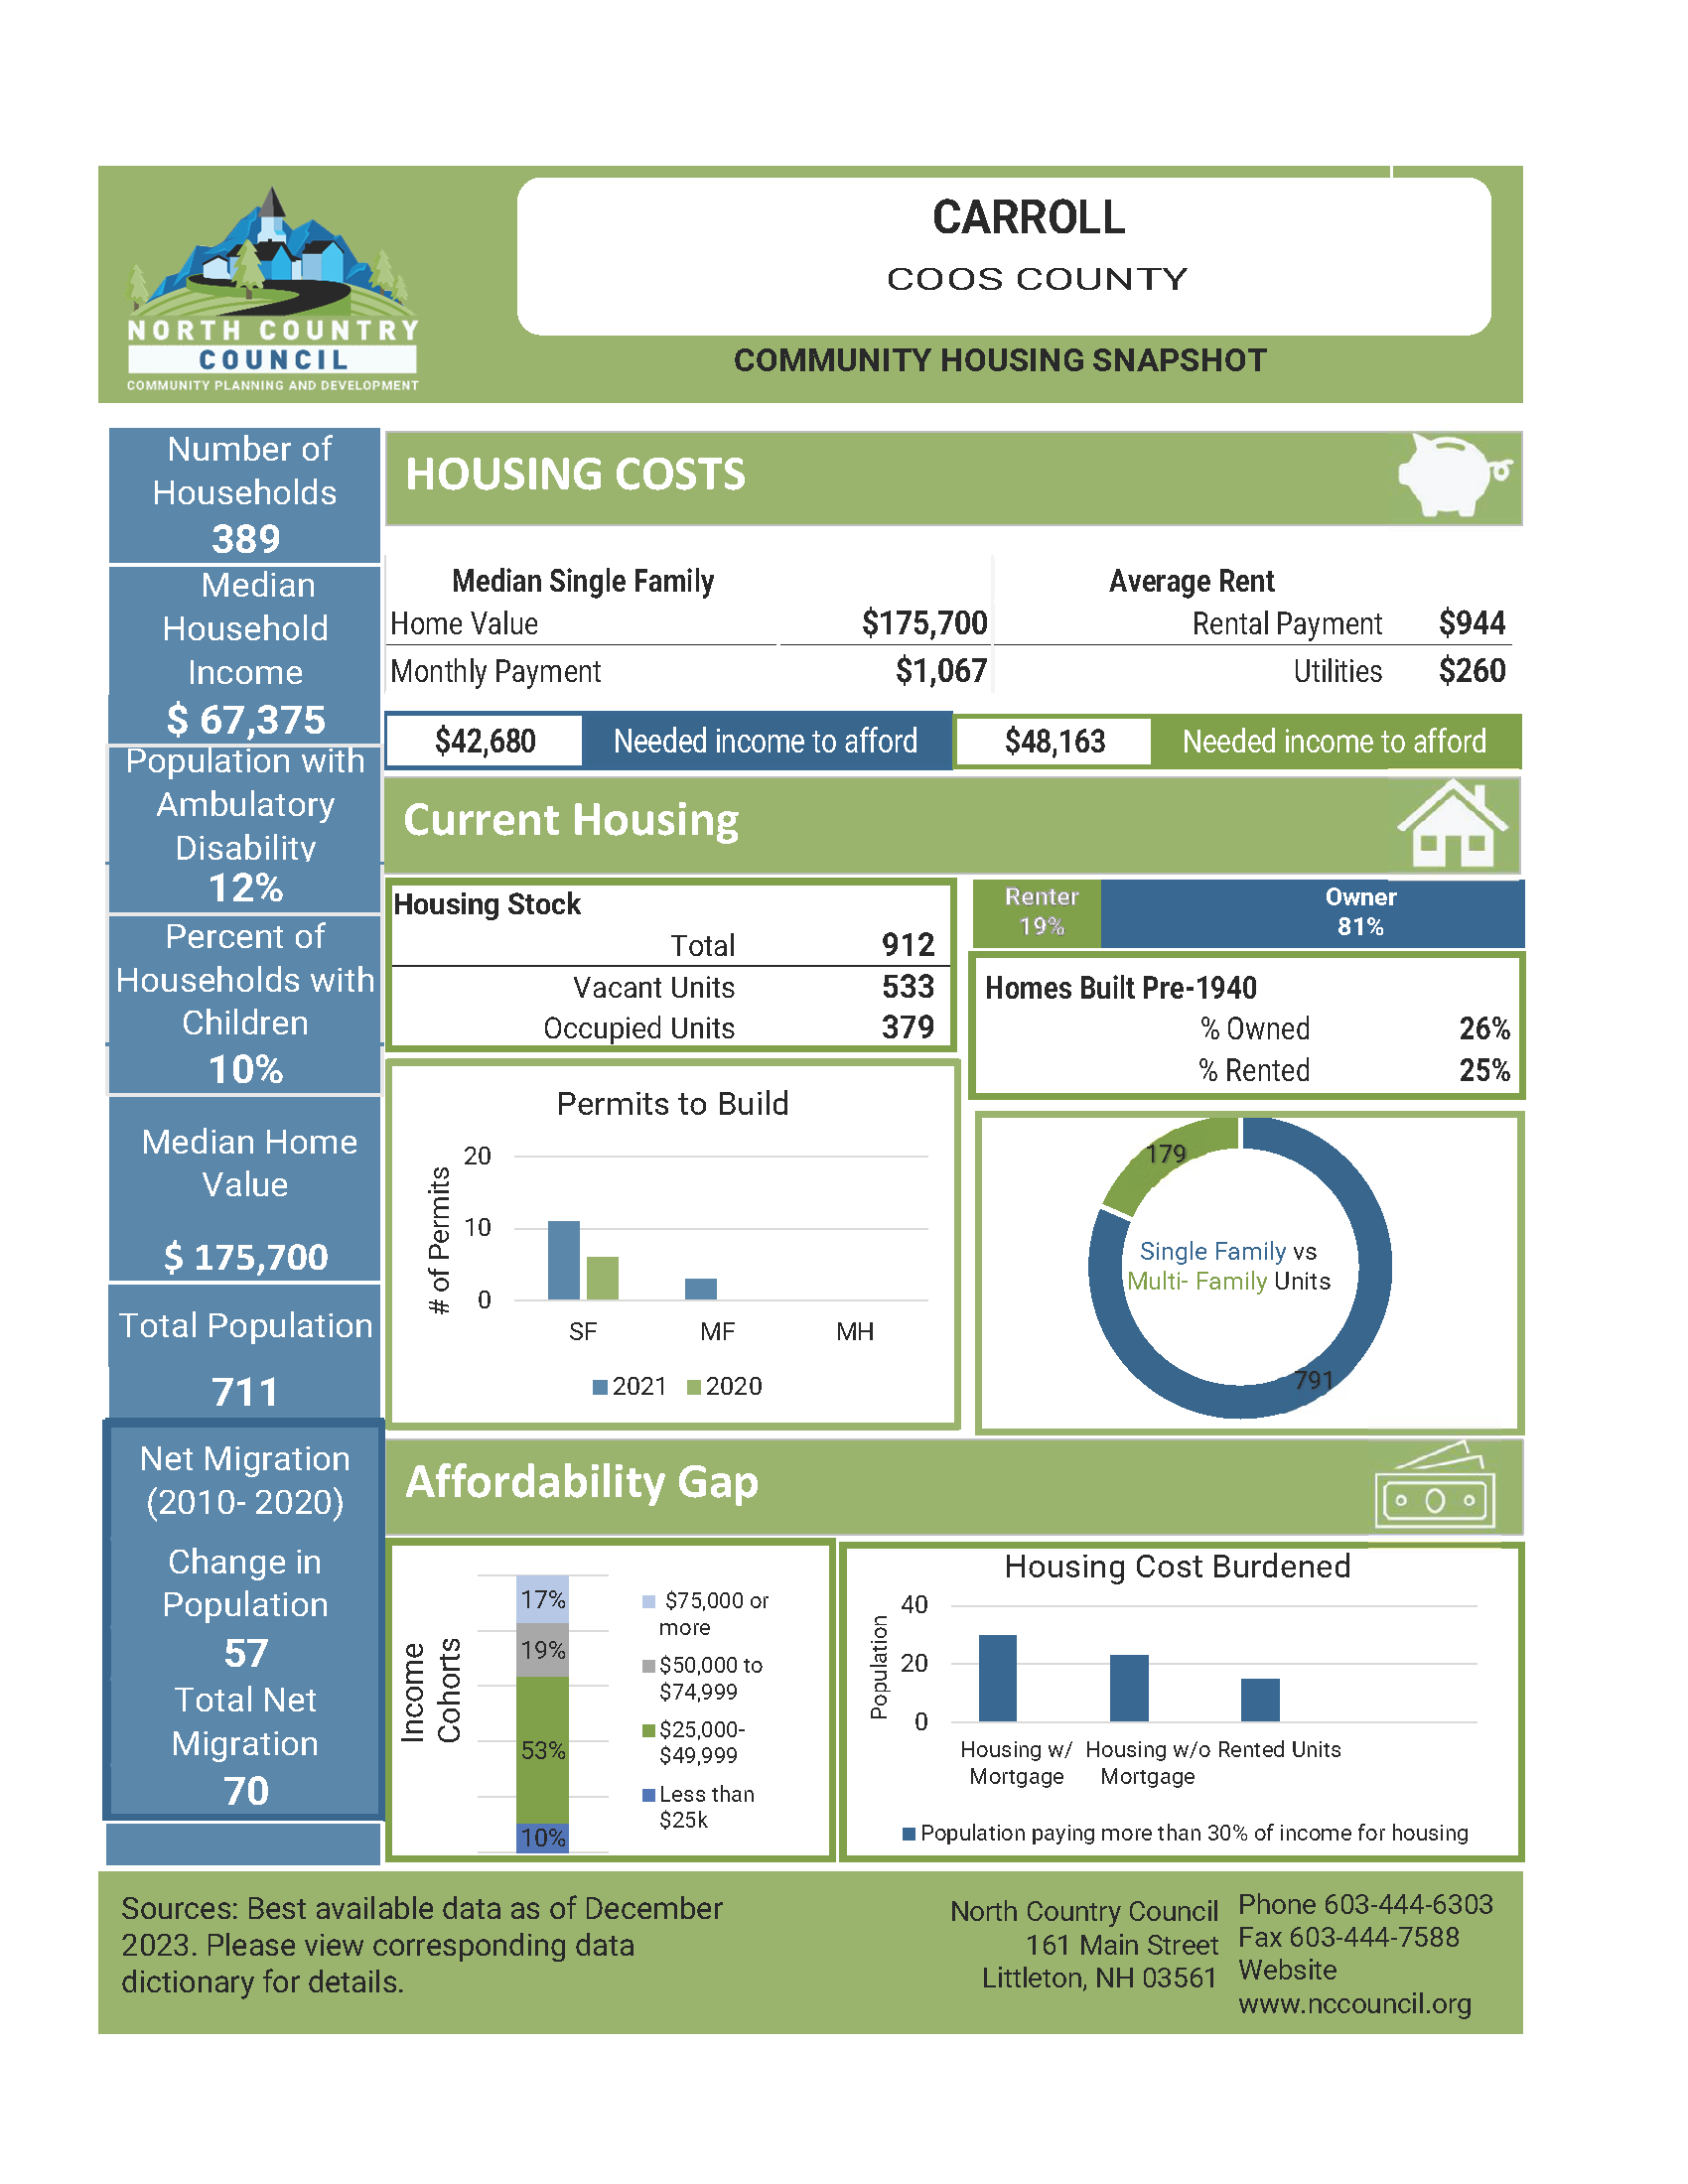 NORTH COUNTRY
COUNCIL
COMMUNITY PLANNING AND DEVELOPMENT
CARROLL
COOS COUNTY
COMMUNITY HOUSING SNAPSHOT
Number of
Households
389
Median
Household
Income
$ 67,375
Population with
Ambulatory
Disability
12%
Percent of
Households with
Children
10%
Median Home
Value
$ 175,700
Total Population
711
Net Migration
(2010- 2020)
Change in
Population
57
Total Net
Migration
70
HOUSING COSTS
Median Single Family
Home Value $175,700
Monthly Payment $1,067
Average Rent
Rental Payment $944
Utilities $260
$42,680 Needed income to afford
$48,163 Needed income to afford
Current Housing
Housing Stock
Total 912
Vacant Units 533
Occupied Units 379
Renter
19%
Owner
81%
Homes Built Pre-1940
% Owned 26%
% Rented 25%
Permits to Build
# of Permits
20
10
0
SF MF MH
2021 2020
179
Single Family vs
Multi- Family Units
791
Affordability Gap
Income
Cohorts
17%
19%
53%
10%
$75,000 or
more
$50,000 to
$74,999
$25,000-
$49,999
Less than
$25k
Housing Cost Burdened
Population
40
20
0
Housing w/ Housing w/o Rented Units
Mortgage Mortgage
Population paying more than 30% of income for housing
Sources: Best available data as of December
2023. Please view corresponding data
dictionary for details.
North Country Council
161 Main Street
Littleton, NH 03561
Phone 603-444-6303
Fax 603-444-7588
Website
www.nccouncil.org